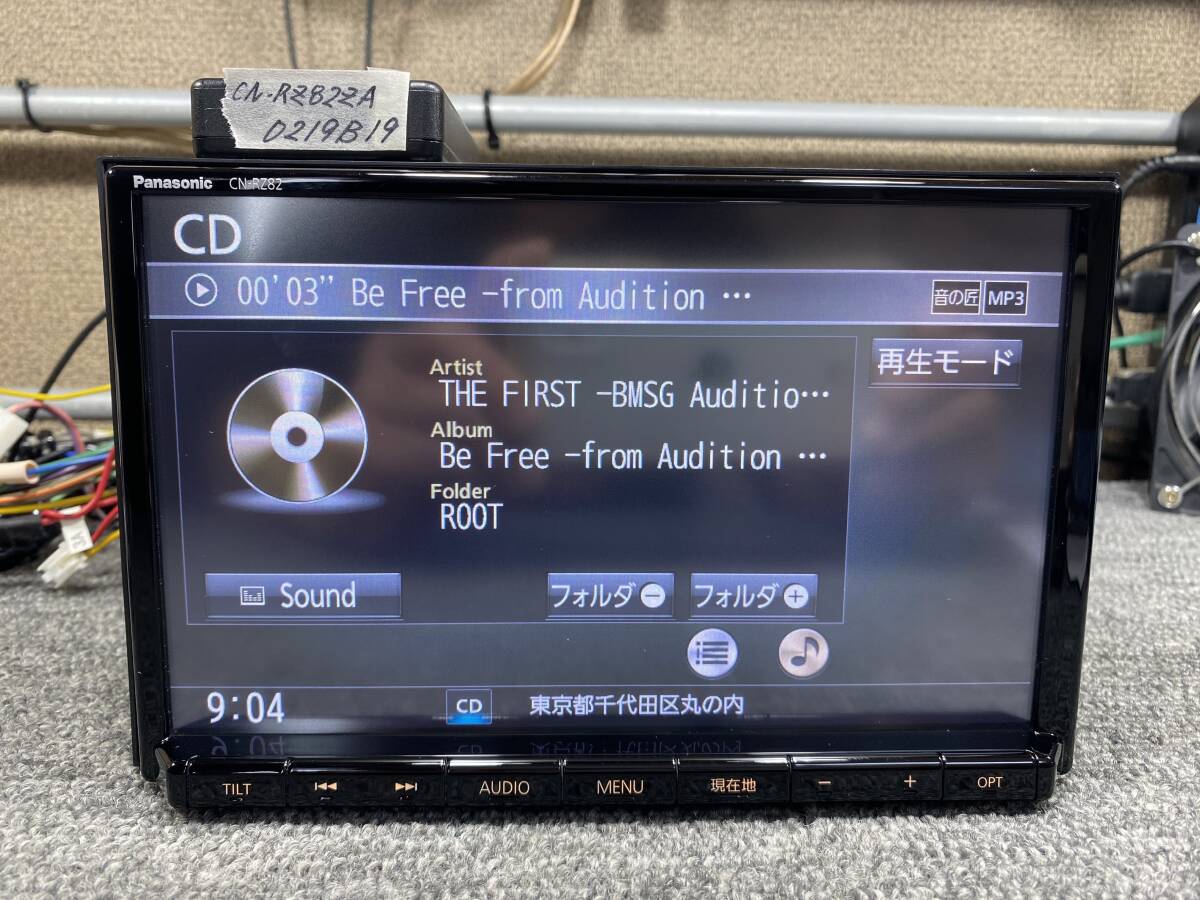 CN-RZ82ZA
0219B19
Panasonic CN-RZ82
CD
00'03" Be Free -from Audition …
音の匠 MP3
Artist
THE FIRST -BMSG Auditio…
再生モード
Album
Be Free -from Audition …
Folder
ROOT
Sound フォルダ フォルダ
9:04 CD 東京都千代田区丸の内
TILT AUDIO MENU 現在地 - + OPT